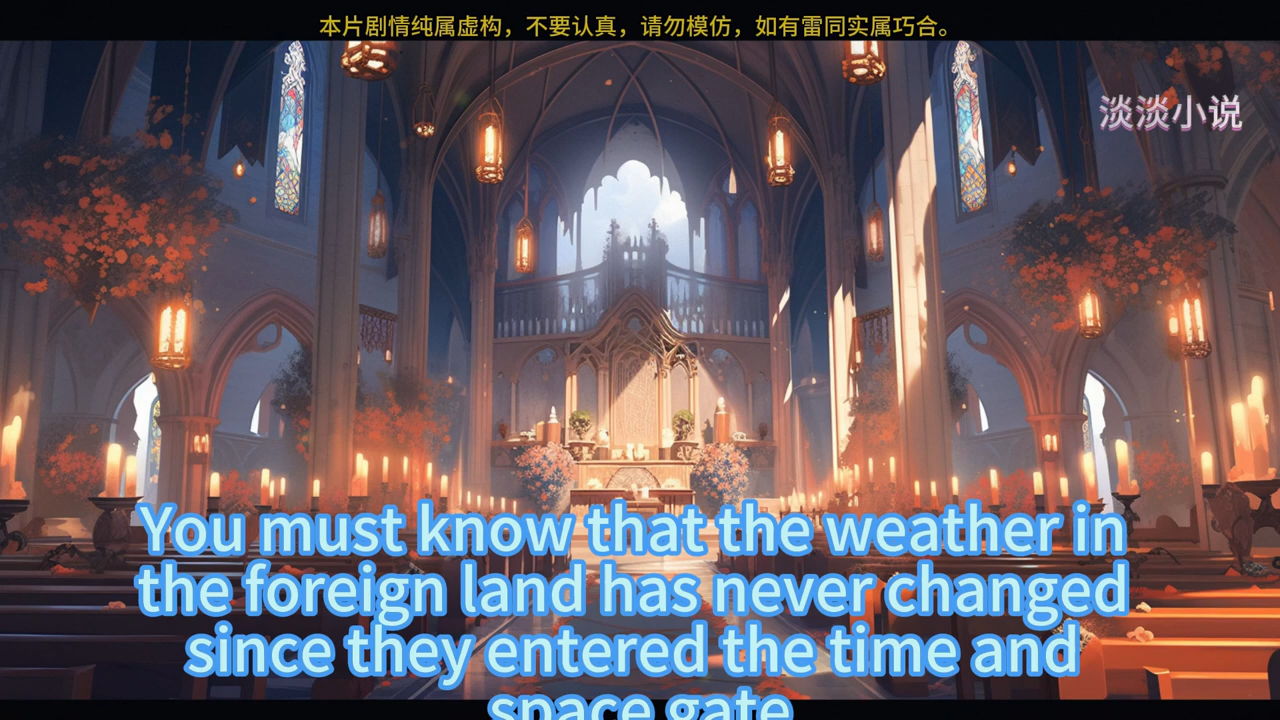 本片剧情纯属虚构，不要认真，请勿模仿，如有雷同实属巧合。
淡淡小说
You must know that the weather in
the foreign land has never changed
since they entered the time and
space gate